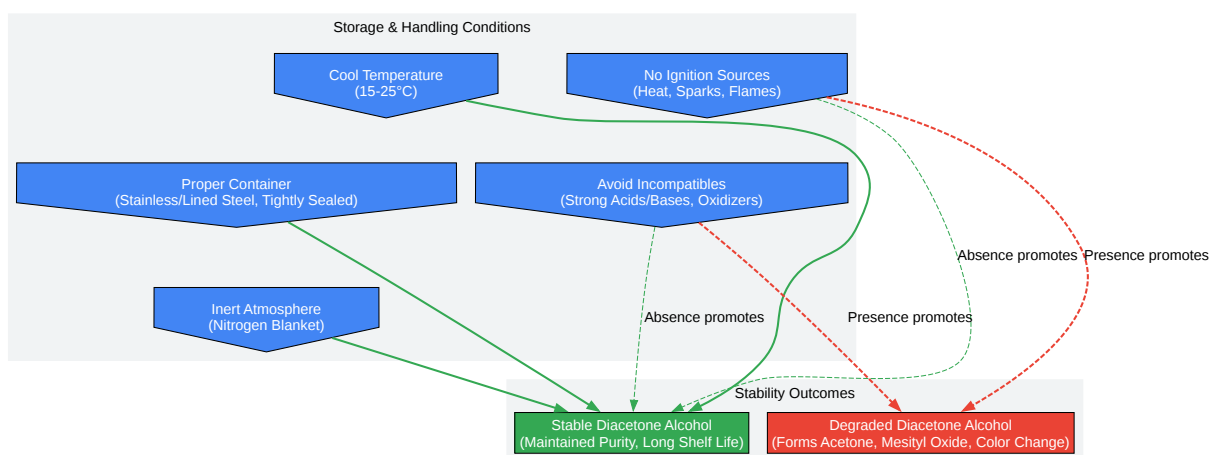 Storage & Handling Conditions
Cool Temperature
(15-25°C)
No Ignition Sources
(Heat, Sparks, Flames)
Proper Container
(Stainless/Lined Steel, Tightly Sealed)
Avoid Incompatibles
(Strong Acids/Bases, Oxidizers)
Absence promotes
Presence promotes
Inert Atmosphere
(Nitrogen Blanket)
Absence promotes
Presence promotes
Stability Outcomes
Stable Diacetone Alcohol
(Maintained Purity, Long Shelf Life)
Degraded Diacetone Alcohol
(Forms Acetone, Mesityl Oxide, Color Change)